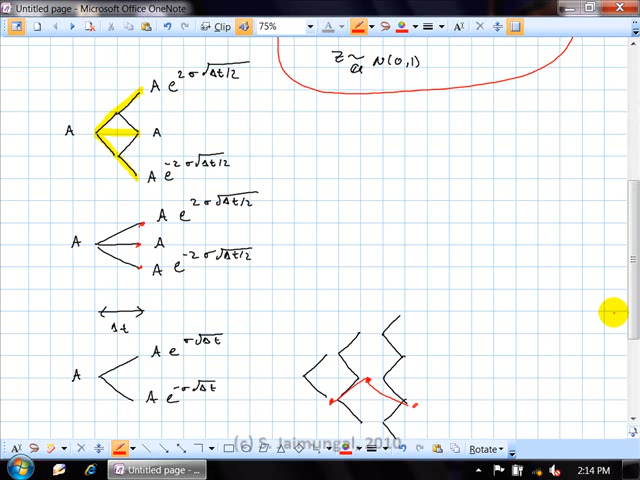 Untitled page - Microsoft Office OneNote
Clip
75%
Z ~ N(0,1)
Q
A e^{2σ√Δt/2}
A
A
A e^{-2σ√Δt/2}
A e^{2σ√Δt/2}
A
A
A e^{-2σ√Δt/2}
Δt
A e^{σ√Δt}
A
A e^{-σ√Δt}
(c) S. Jaimungal, 2010
Rotate
Untitled page - Micr...
2:14 PM